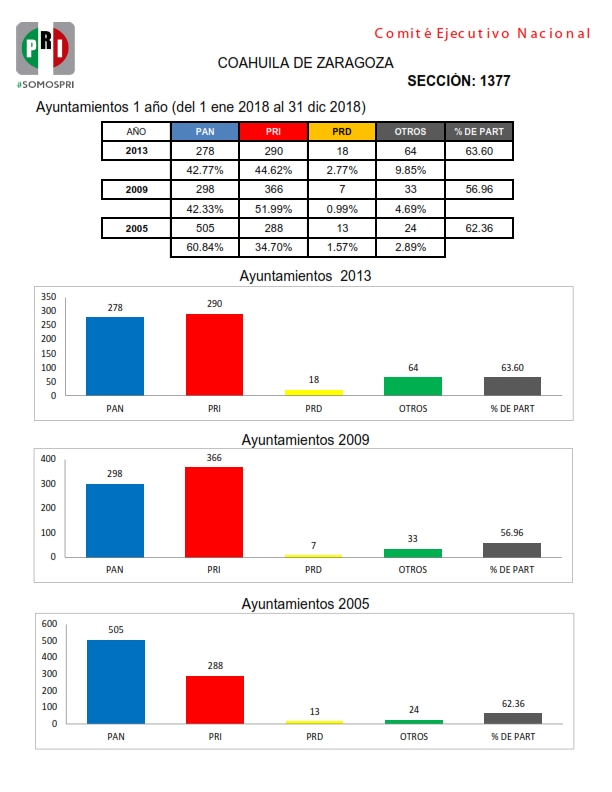 Comité Ejecutivo Nacional
PRI
#SOMOSPRI
COAHUILA DE ZARAGOZA
SECCIÓN: 1377
Ayuntamientos 1 año (del 1 ene 2018 al 31 dic 2018)
AÑO PAN PRI PRD OTROS % DE PART
2013 278 290 18 64 63.60
42.77% 44.62% 2.77% 9.85%
2009 298 366 7 33 56.96
42.33% 51.99% 0.99% 4.69%
2005 505 288 13 24 62.36
60.84% 34.70% 1.57% 2.89%
Ayuntamientos 2013
350
300
250
200
150
100
50
0
278 290 18 64 63.60
PAN PRI PRD OTROS % DE PART
Ayuntamientos 2009
400
300
200
100
0
298 366 7 33 56.96
PAN PRI PRD OTROS % DE PART
Ayuntamientos 2005
600
500
400
300
200
100
0
505 288 13 24 62.36
PAN PRI PRD OTROS % DE PART